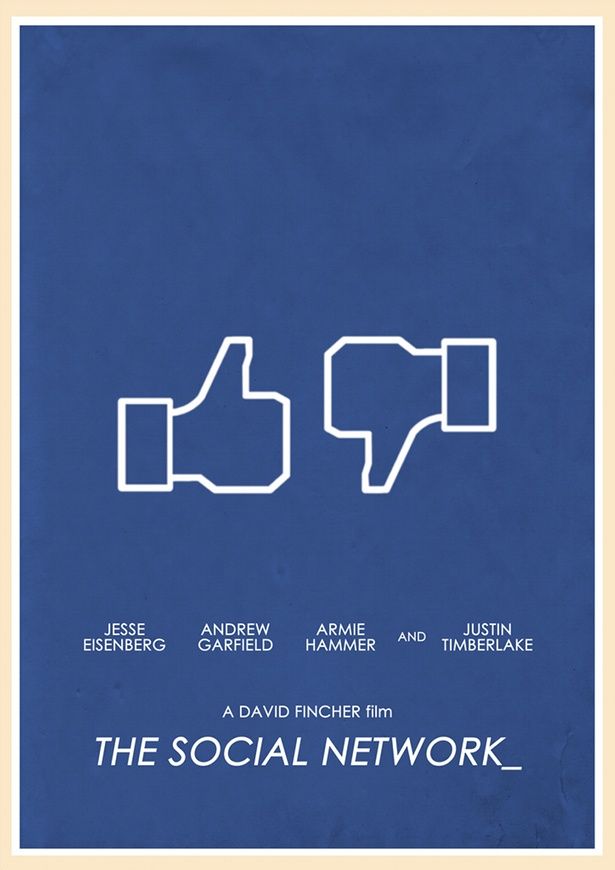 JESSE ANDREW ARMIE JUSTIN
EISENBERG GARFIELD HAMMER AND TIMBERLAKE
A DAVID FINCHER film
THE SOCIAL NETWORK_